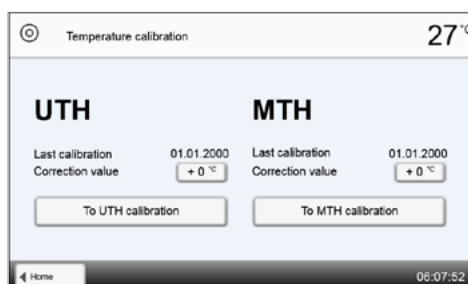 Temperature calibration 27 °C
UTH MTH
Last calibration 01.01.2000 Last calibration 01.01.2000
Correction value + 0 °C Correction value + 0 °C
To UTH calibration To MTH calibration
Home 06:07:52